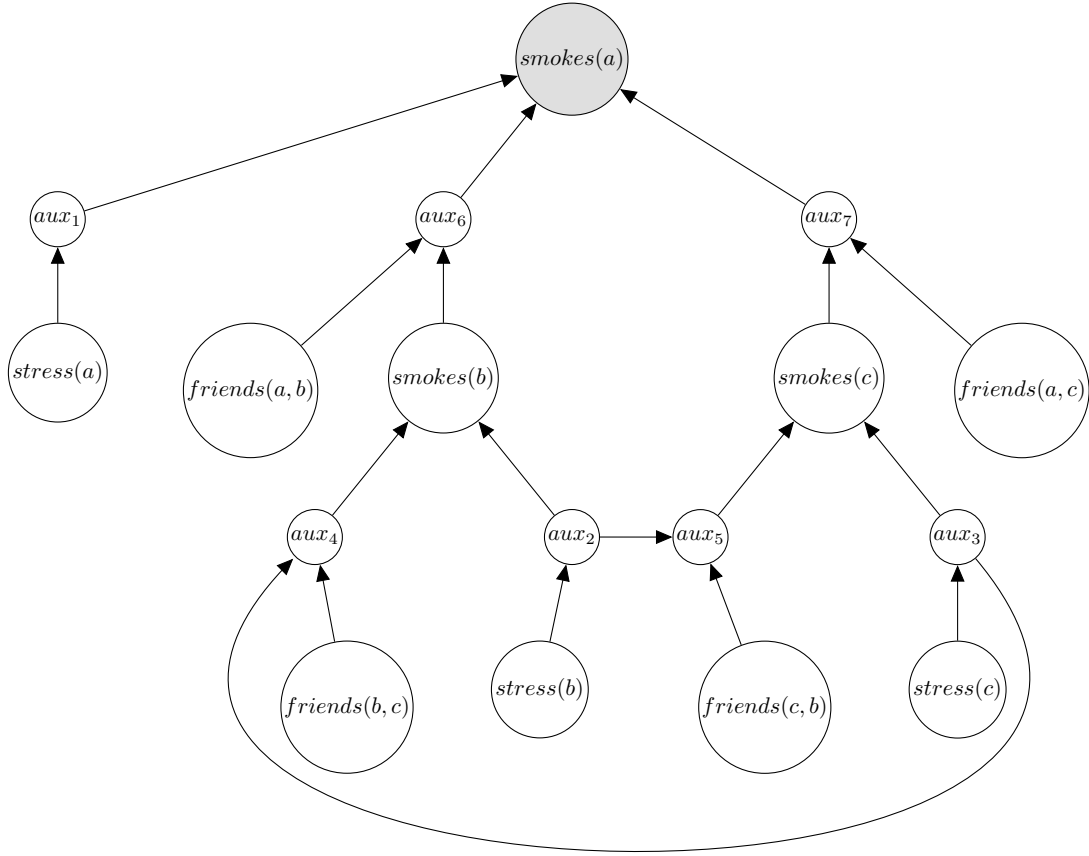 smokes(a)
aux₁
aux₆
aux₇
stress(a)
friends(a, b)
smokes(b)
smokes(c)
friends(a, c)
aux₄
aux₂
aux₅
aux₃
friends(b, c)
stress(b)
friends(c, b)
stress(c)